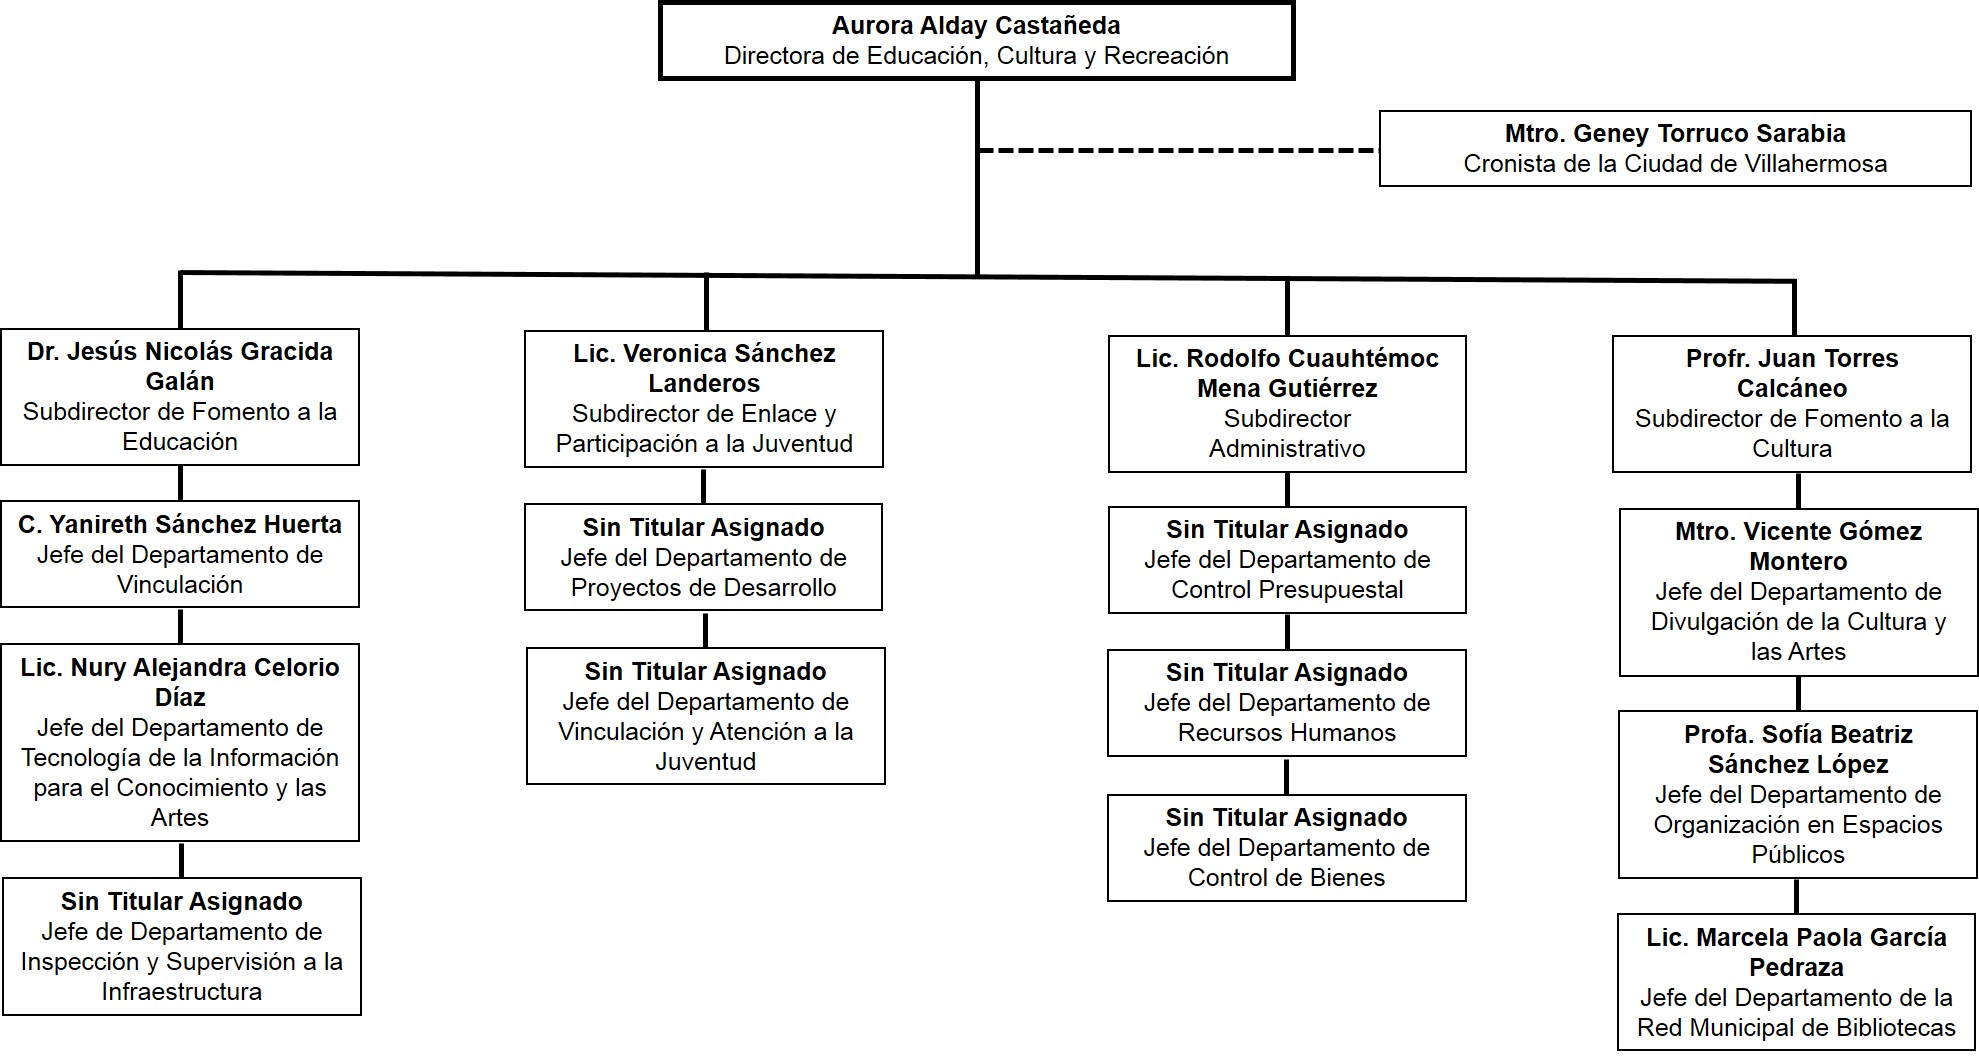 Aurora Alday Castañeda
Directora de Educación, Cultura y Recreación
Mtro. Geney Torruco Sarabia
Cronista de la Ciudad de Villahermosa
Dr. Jesús Nicolás Gracida
Galán
Subdirector de Fomento a la
Educación
C. Yanireth Sánchez Huerta
Jefe del Departamento de
Vinculación
Lic. Nury Alejandra Celorio
Díaz
Jefe del Departamento de
Tecnología de la Información
para el Conocimiento y las
Artes
Sin Titular Asignado
Jefe de Departamento de
Inspección y Supervisión a la
Infraestructura
Lic. Veronica Sánchez
Landeros
Subdirector de Enlace y
Participación a la Juventud
Sin Titular Asignado
Jefe del Departamento de
Proyectos de Desarrollo
Sin Titular Asignado
Jefe del Departamento de
Vinculación y Atención a la
Juventud
Lic. Rodolfo Cuauhtémoc
Mena Gutiérrez
Subdirector
Administrativo
Sin Titular Asignado
Jefe del Departamento de
Control Presupuestal
Sin Titular Asignado
Jefe del Departamento de
Recursos Humanos
Sin Titular Asignado
Jefe del Departamento de
Control de Bienes
Profr. Juan Torres
Calcáneo
Subdirector de Fomento a la
Cultura
Mtro. Vicente Gómez
Montero
Jefe del Departamento de
Divulgación de la Cultura y
las Artes
Profa. Sofía Beatriz
Sánchez López
Jefe del Departamento de
Organización en Espacios
Públicos
Lic. Marcela Paola García
Pedraza
Jefe del Departamento de la
Red Municipal de Bibliotecas